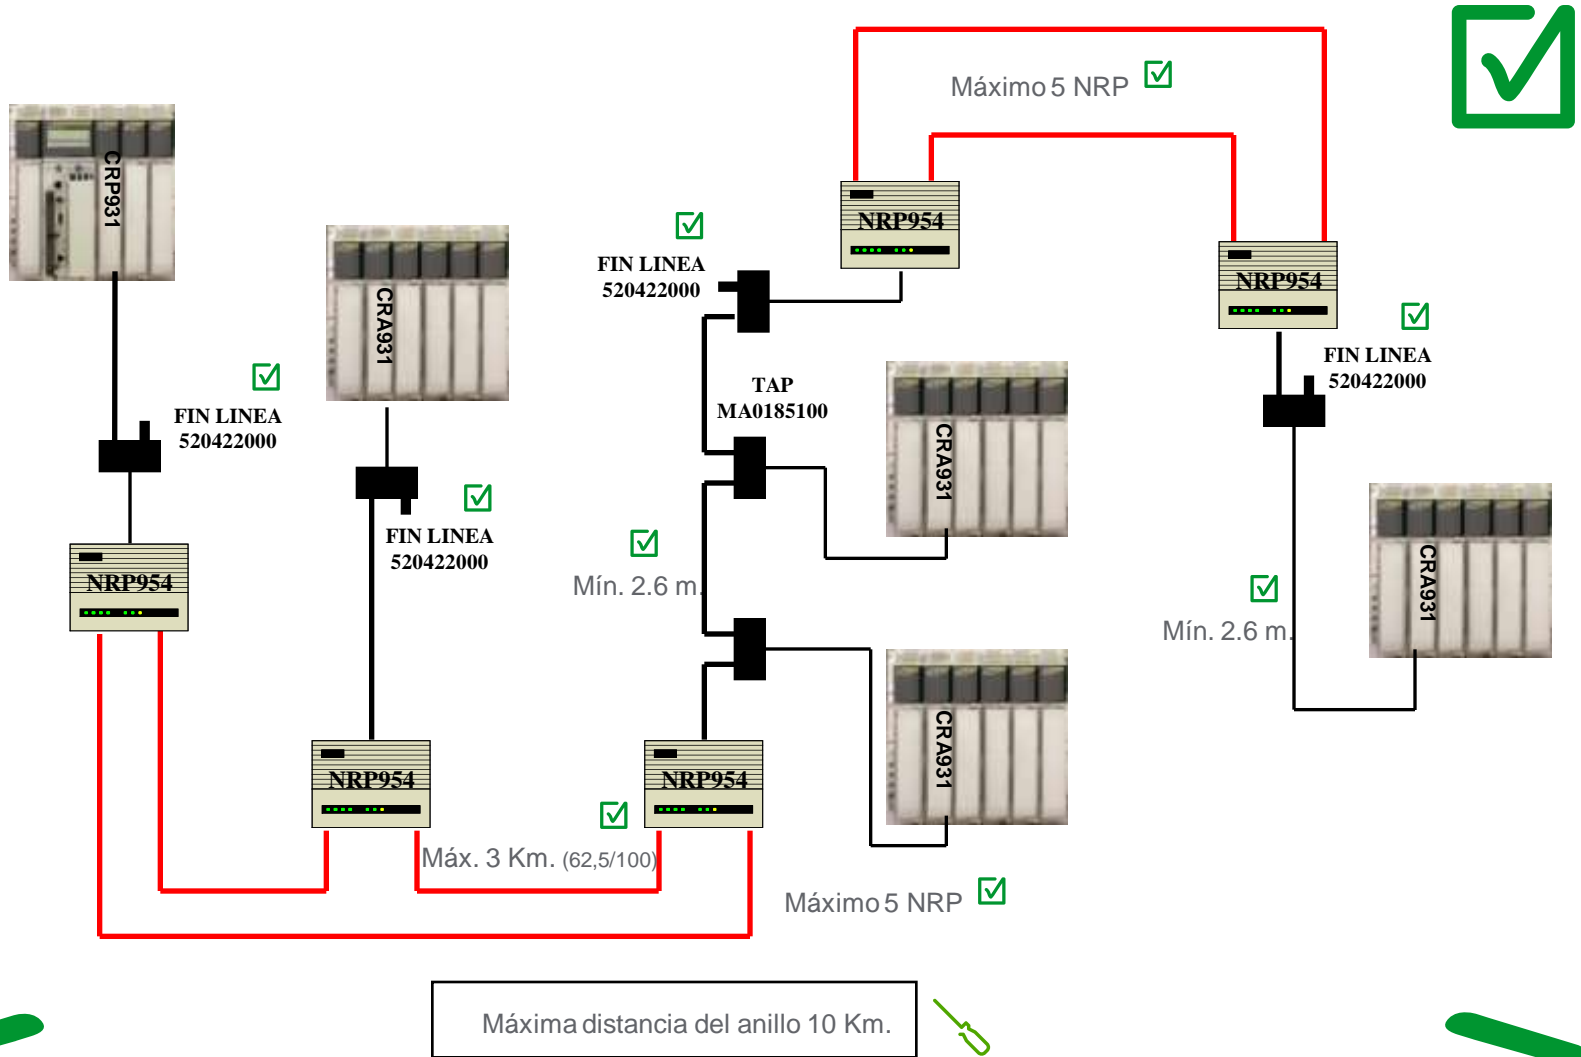 Máximo 5 NRP
CRP931
NRP954
FIN LINEA
520422000
NRP954
CRA931
FIN LINEA
520422000
FIN LINEA
520422000
TAP
MA0185100
CRA931
FIN LINEA
520422000
CRA931
NRP954
Mín. 2.6 m.
Mín. 2.6 m.
CRA931
NRP954
NRP954
Máx. 3 Km. (62,5/100)
Máximo 5 NRP
Máxima distancia del anillo 10 Km.